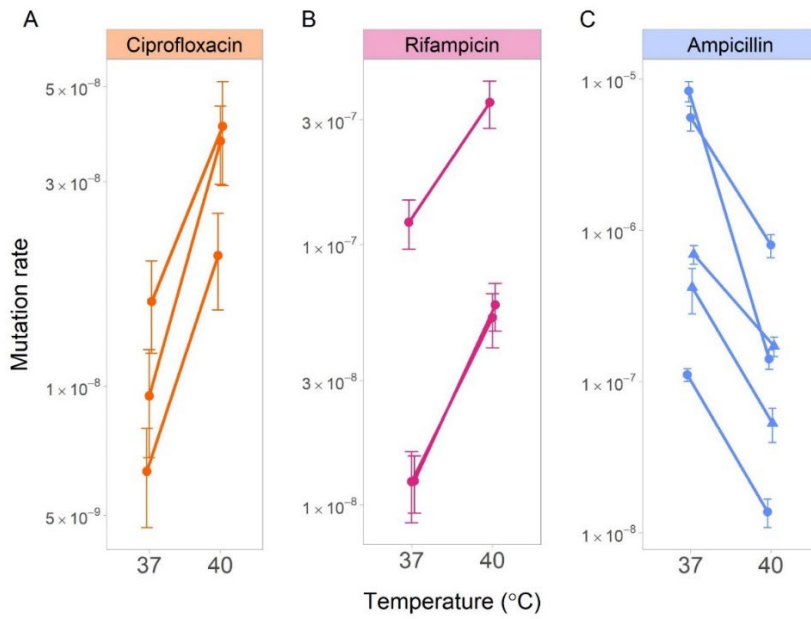 A
B
C
Ciprofloxacin
Rifampicin
Ampicillin
Mutation rate
5 × 10⁻⁸
3 × 10⁻⁸
1 × 10⁻⁸
5 × 10⁻⁹
3 × 10⁻⁷
1 × 10⁻⁷
3 × 10⁻⁸
1 × 10⁻⁸
1 × 10⁻⁵
1 × 10⁻⁶
1 × 10⁻⁷
1 × 10⁻⁸
37 40
37 40
37 40
Temperature (°C)